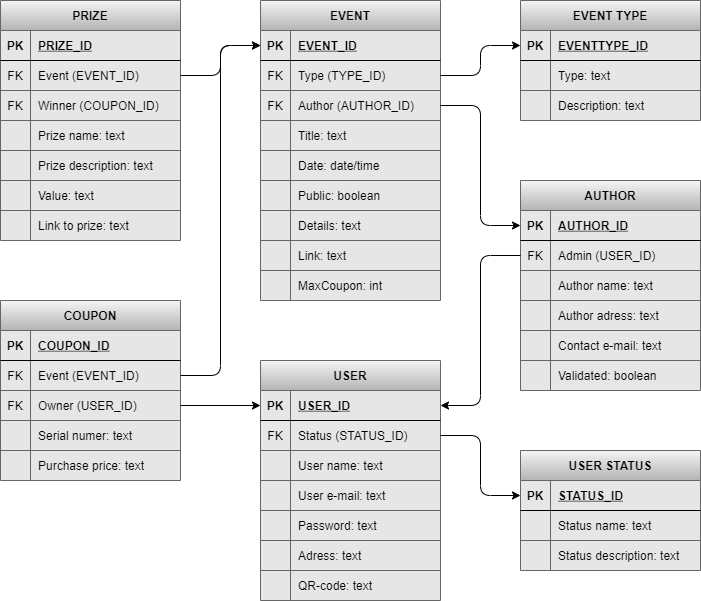 PRIZE
PK PRIZE_ID
FK Event (EVENT_ID)
FK Winner (COUPON_ID)
Prize name: text
Prize description: text
Value: text
Link to prize: text
EVENT
PK EVENT_ID
FK Type (TYPE_ID)
FK Author (AUTHOR_ID)
Title: text
Date: date/time
Public: boolean
Details: text
Link: text
MaxCoupon: int
EVENT TYPE
PK EVENTTYPE_ID
Type: text
Description: text
AUTHOR
PK AUTHOR_ID
FK Admin (USER_ID)
Author name: text
Author adress: text
Contact e-mail: text
Validated: boolean
COUPON
PK COUPON_ID
FK Event (EVENT_ID)
FK Owner (USER_ID)
Serial numer: text
Purchase price: text
USER
PK USER_ID
FK Status (STATUS_ID)
User name: text
User e-mail: text
Password: text
Adress: text
QR-code: text
USER STATUS
PK STATUS_ID
Status name: text
Status description: text